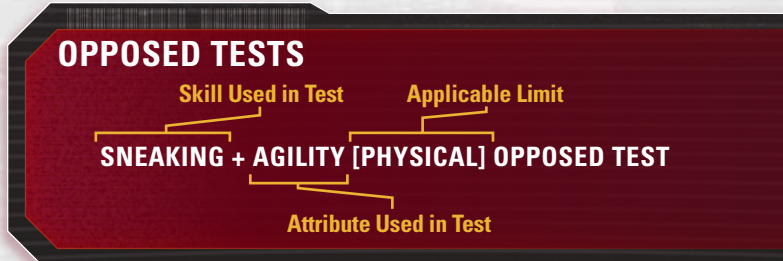 OPPOSED TESTS
Skill Used in Test Applicable Limit
SNEAKING + AGILITY [PHYSICAL] OPPOSED TEST
Attribute Used in Test